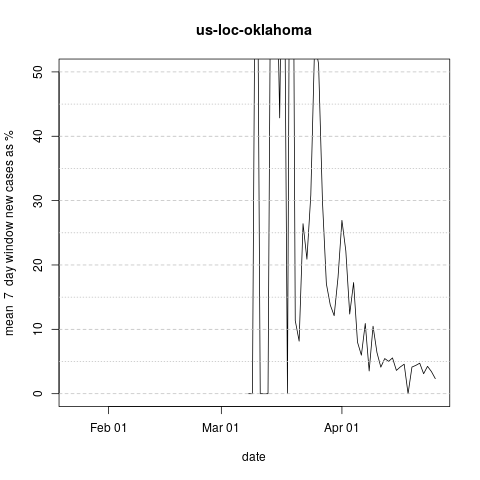 us-loc-oklahoma
mean 7 day window new cases as %
50
40
30
20
10
0
Feb 01
Mar 01
Apr 01
date